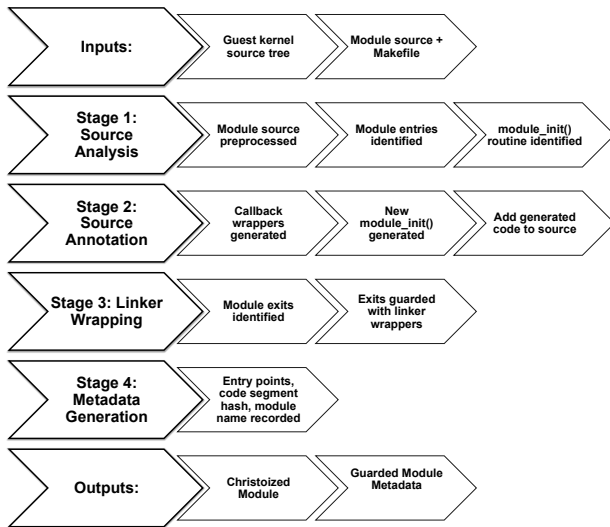 Inputs:
Guest kernel
source tree
Module source +
Makefile
Stage 1:
Source
Analysis
Module source
preprocessed
Module entries
identified
module_init()
routine identified
Stage 2:
Source
Annotation
Callback
wrappers
generated
New
module_init()
generated
Add generated
code to source
Stage 3: Linker
Wrapping
Module exits
identified
Exits guarded
with linker
wrappers
Stage 4:
Metadata
Generation
Entry points,
code segment
hash, module
name recorded
Outputs:
Christoized
Module
Guarded Module
Metadata